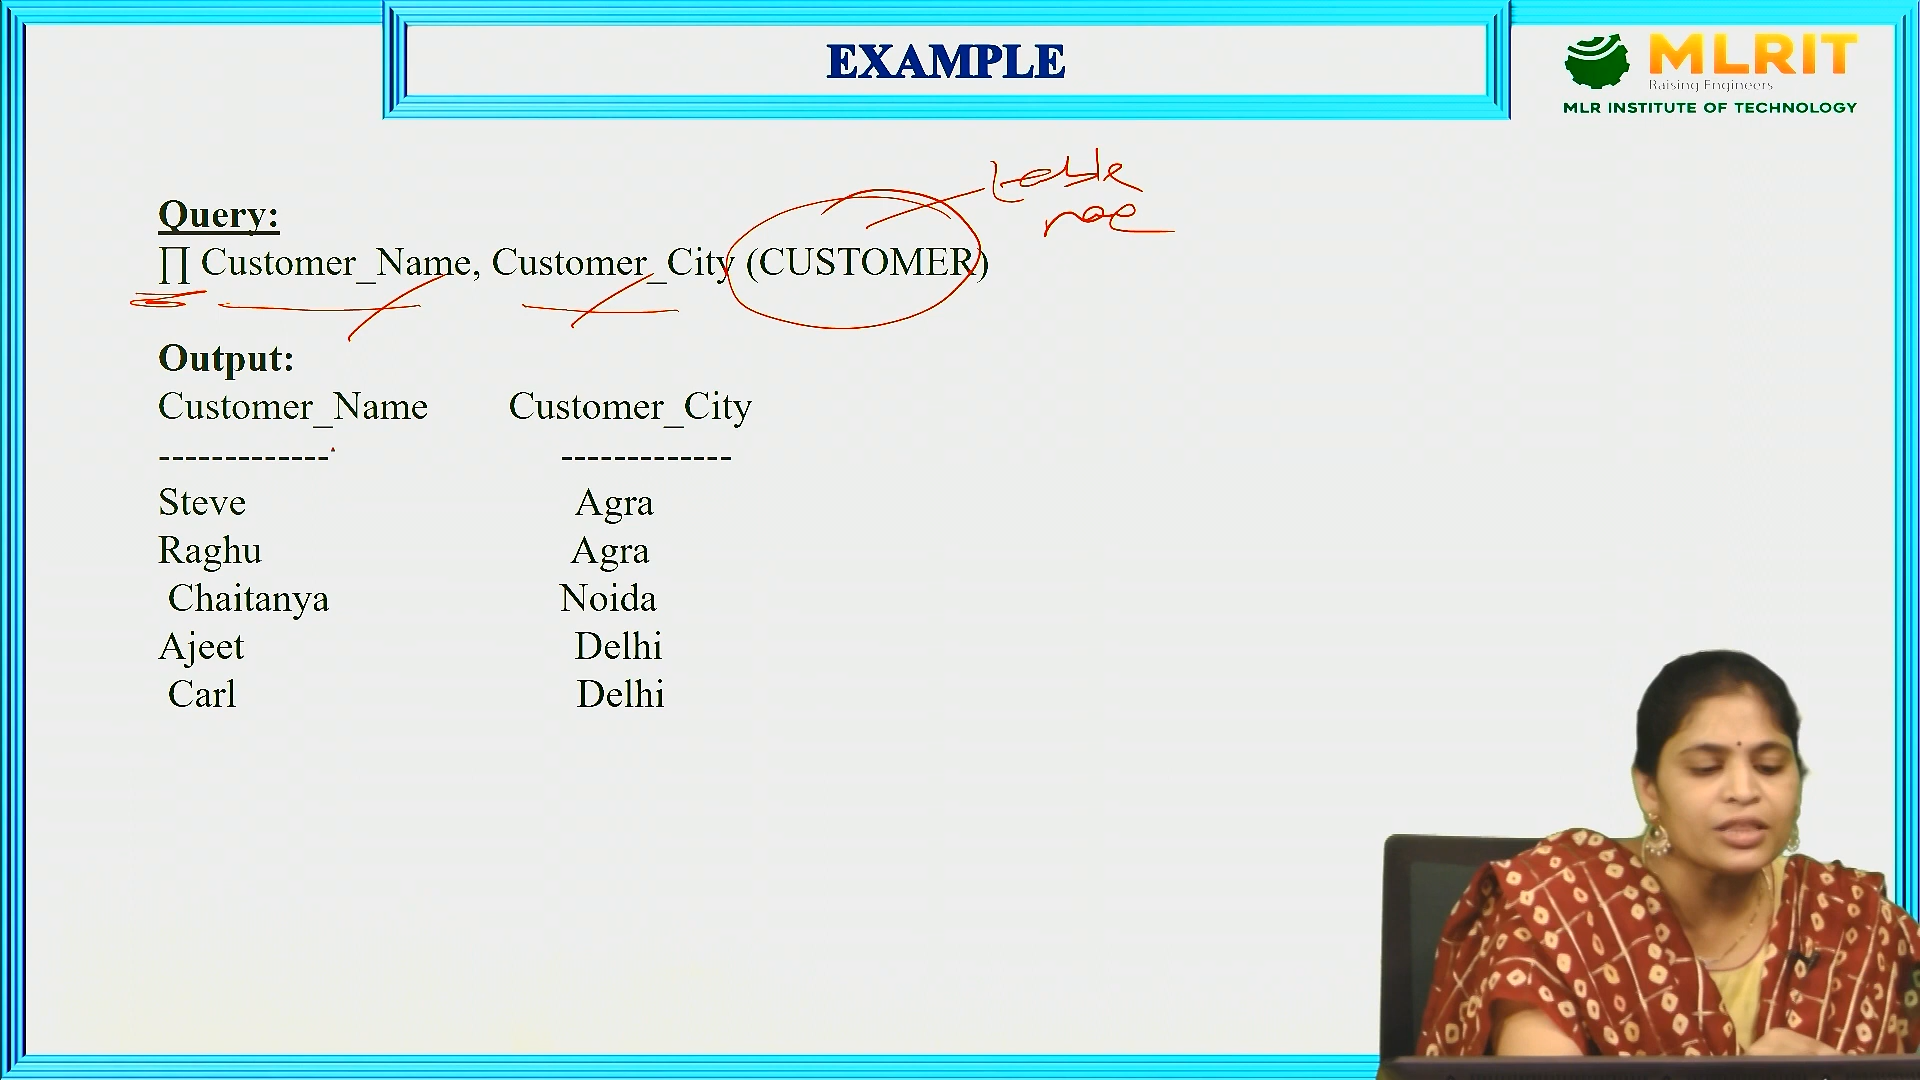 EXAMPLE
MLRIT
Raising Engineers
MLR INSTITUTE OF TECHNOLOGY
table
Query:
∏ Customer_Name, Customer_City (CUSTOMER)
Output:
Customer_Name Customer_City
------------- -------------
Steve Agra
Raghu Agra
Chaitanya Noida
Ajeet Delhi
Carl Delhi